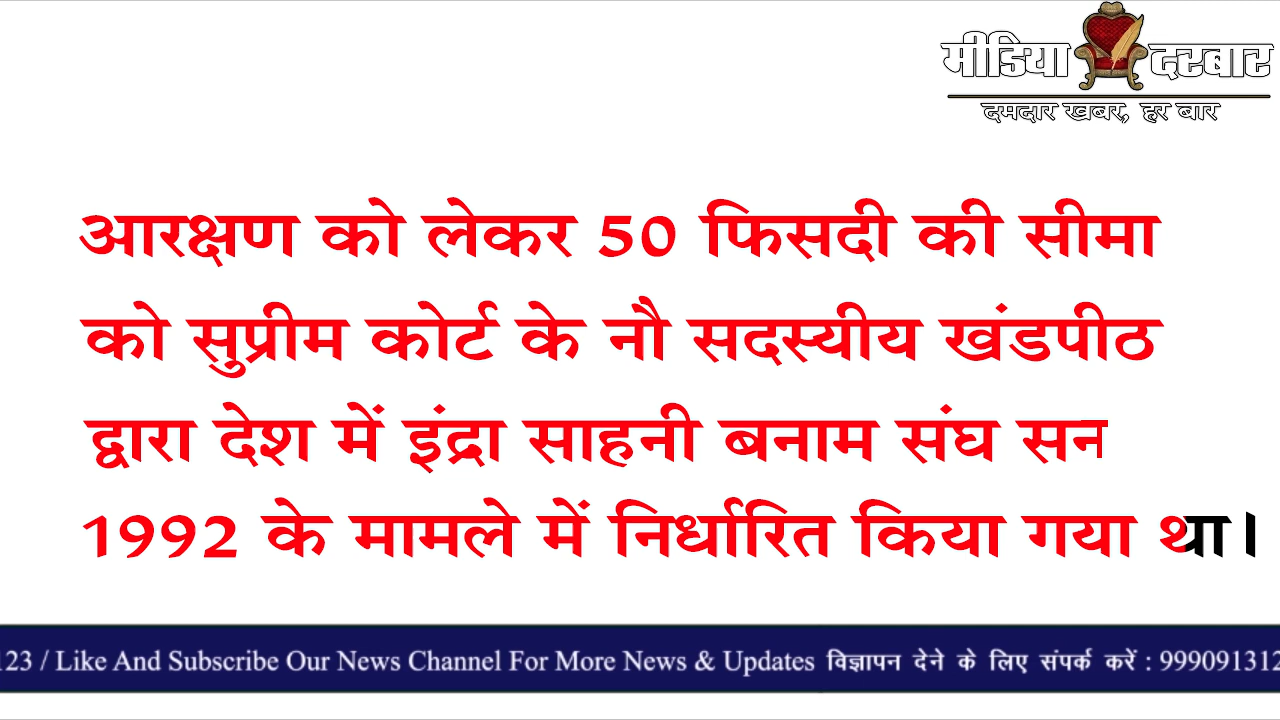 मीडिया दरबार
दमदार खबर, हर बार
आरक्षण को लेकर 50 फिसदी की सीमा
को सुप्रीम कोर्ट के नौ सदस्यीय खंडपीठ
द्वारा देश में इंद्रा साहनी बनाम संघ सन
1992 के मामले में निर्धारित किया गया था।
123 / Like And Subscribe Our News Channel For More News & Updates विज्ञापन देने के लिए संपर्क करें : 999091312